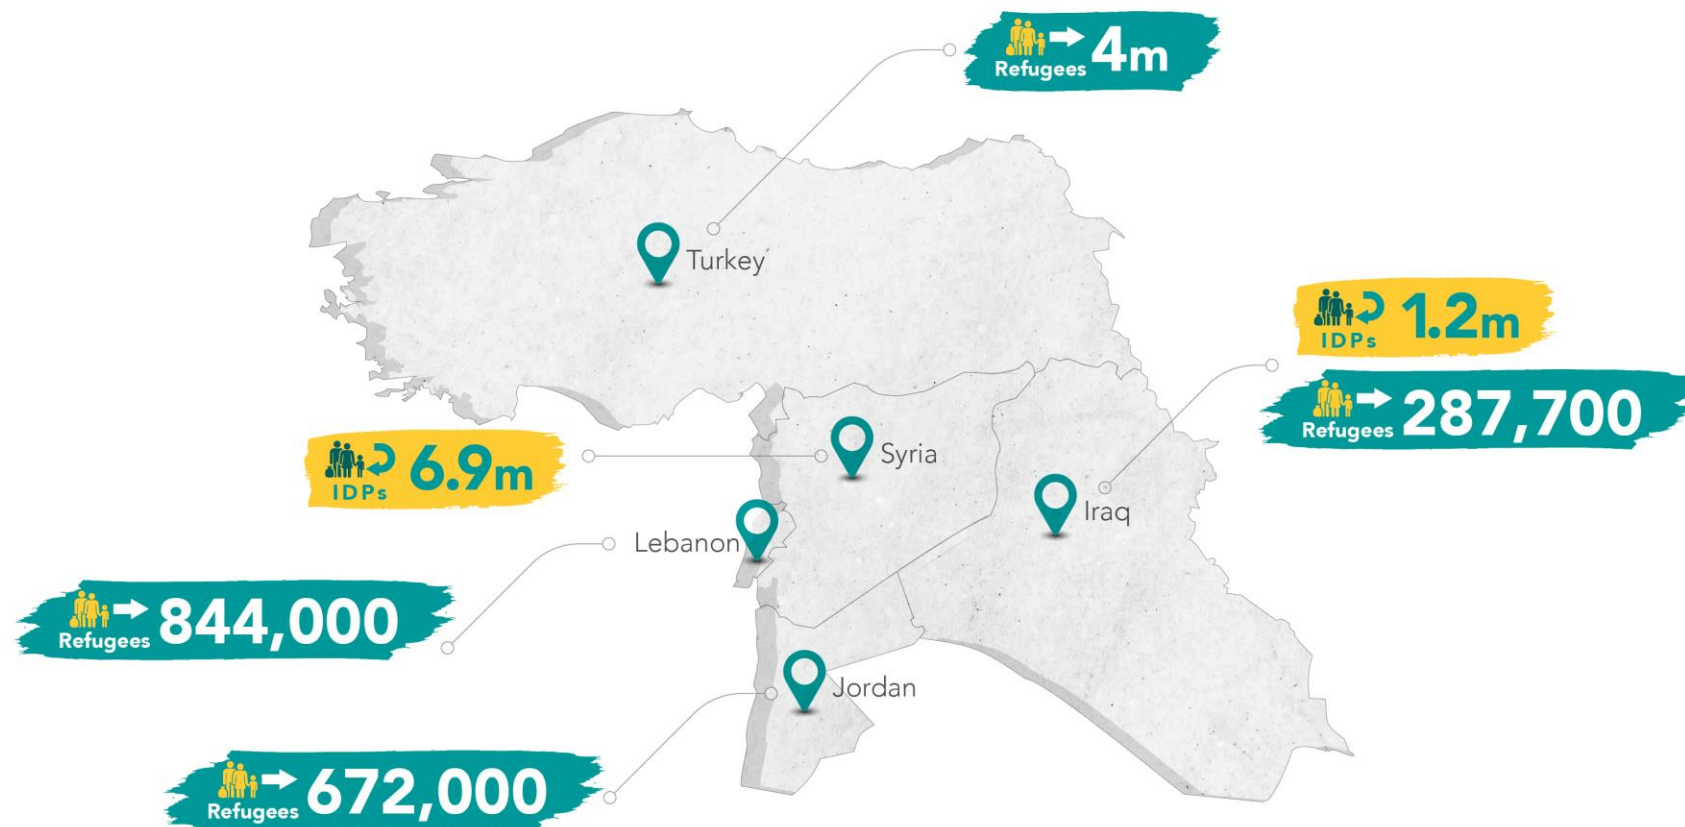 Refugees 4m
Turkey
IDPs 1.2m
Refugees 287,700
IDPs 6.9m
Syria
Iraq
Lebanon
Refugees 844,000
Jordan
Refugees 672,000